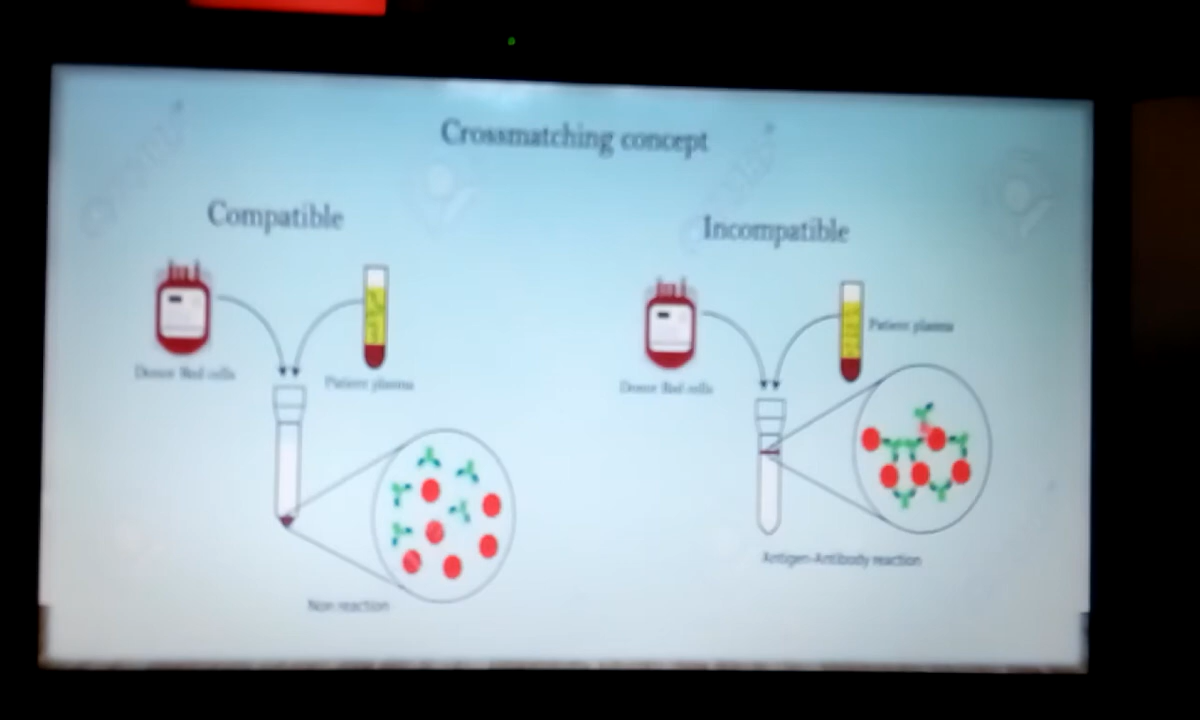 Crossmatching concept
Compatible
Incompatible
Patient plasma
Donor Red cells
Patient plasma
Donor Red cells
Antigen-Antibody reaction
Non reaction